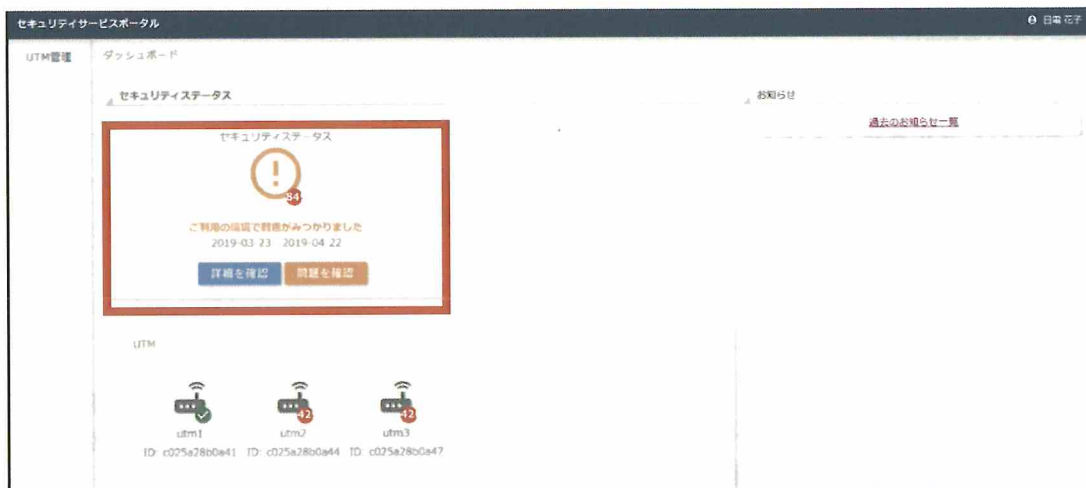 セキュリティサービスポータル
日電 花子
UTM管理
ダッシュボード
セキュリティステータス
お知らせ
過去のお知らせ一覧
セキュリティステータス
84
ご利用の環境で問題がみつかりました
2019-03-23 2019-04-22
詳細を確認
問題を確認
UTM
42
42
utm1
utm2
utm3
ID: c025a28b0a41
ID: c025a28b0a44
ID: c025a28b0a47